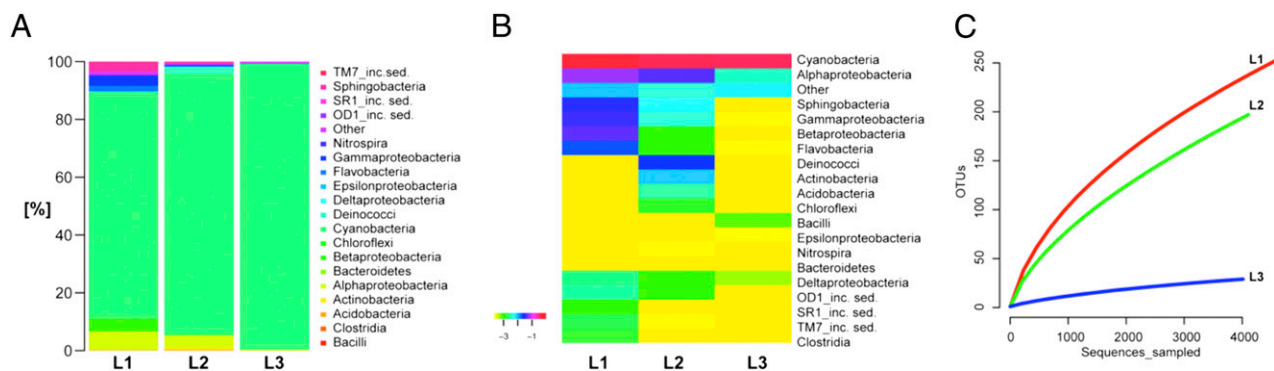 A
100
80
60
[%]
40
20
0
L1 L2 L3
TM7_inc.sed.
Sphingobacteria
SR1_inc. sed.
OD1_inc. sed.
Other
Nitrospira
Gammaproteobacteria
Flavobacteria
Epsilonproteobacteria
Deltaproteobacteria
Deinococci
Cyanobacteria
Chloroflexi
Betaproteobacteria
Bacteroidetes
Alphaproteobacteria
Actinobacteria
Acidobacteria
Clostridia
Bacilli
B
Cyanobacteria
Alphaproteobacteria
Other
Sphingobacteria
Gammaproteobacteria
Betaproteobacteria
Flavobacteria
Deinococci
Actinobacteria
Acidobacteria
Chloroflexi
Bacilli
Epsilonproteobacteria
Nitrospira
Bacteroidetes
Deltaproteobacteria
OD1_inc. sed.
SR1_inc. sed.
TM7_inc. sed.
Clostridia
−3 −1
L1 L2 L3
C
250
200
150
100
50
0
OTUs
L1
L2
L3
0 1000 2000 3000 4000
Sequences_sampled